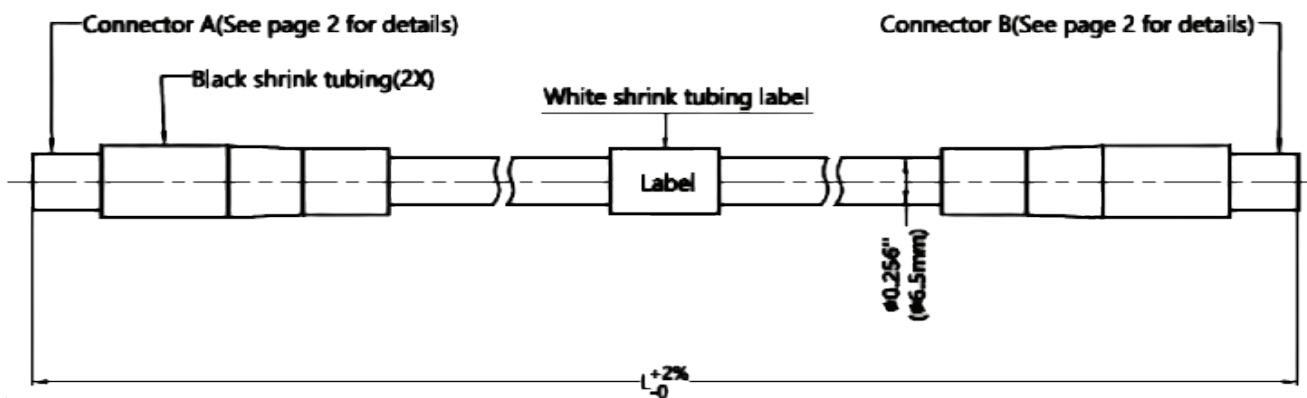 Connector A(See page 2 for details)
Connector B(See page 2 for details)
Black shrink tubing(2X)
White shrink tubing label
Label
ø0.256"
(ø6.5mm)
L+2%
-0